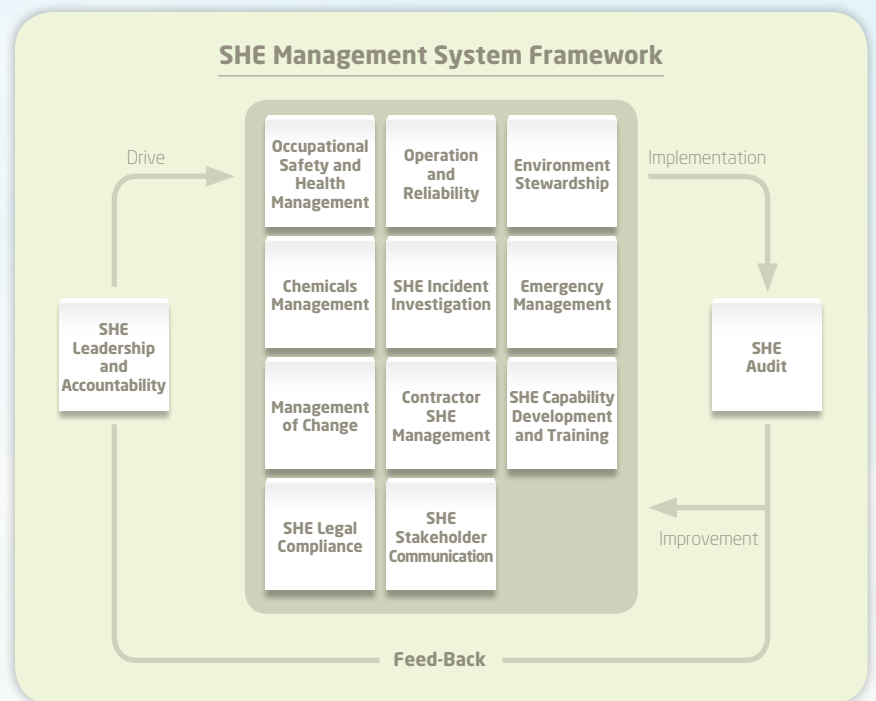 SHE Management System Framework
Drive
Implementation
Occupational
Safety and
Health
Management
Operation
and
Reliability
Environment
Stewardship
Chemicals
Management
SHE Incident
Investigation
Emergency
Management
SHE
Leadership
and
Accountability
SHE
Audit
Management
of Change
Contractor
SHE
Management
SHE Capability
Development
and Training
SHE Legal
Compliance
SHE
Stakeholder
Communication
Improvement
Feed-Back